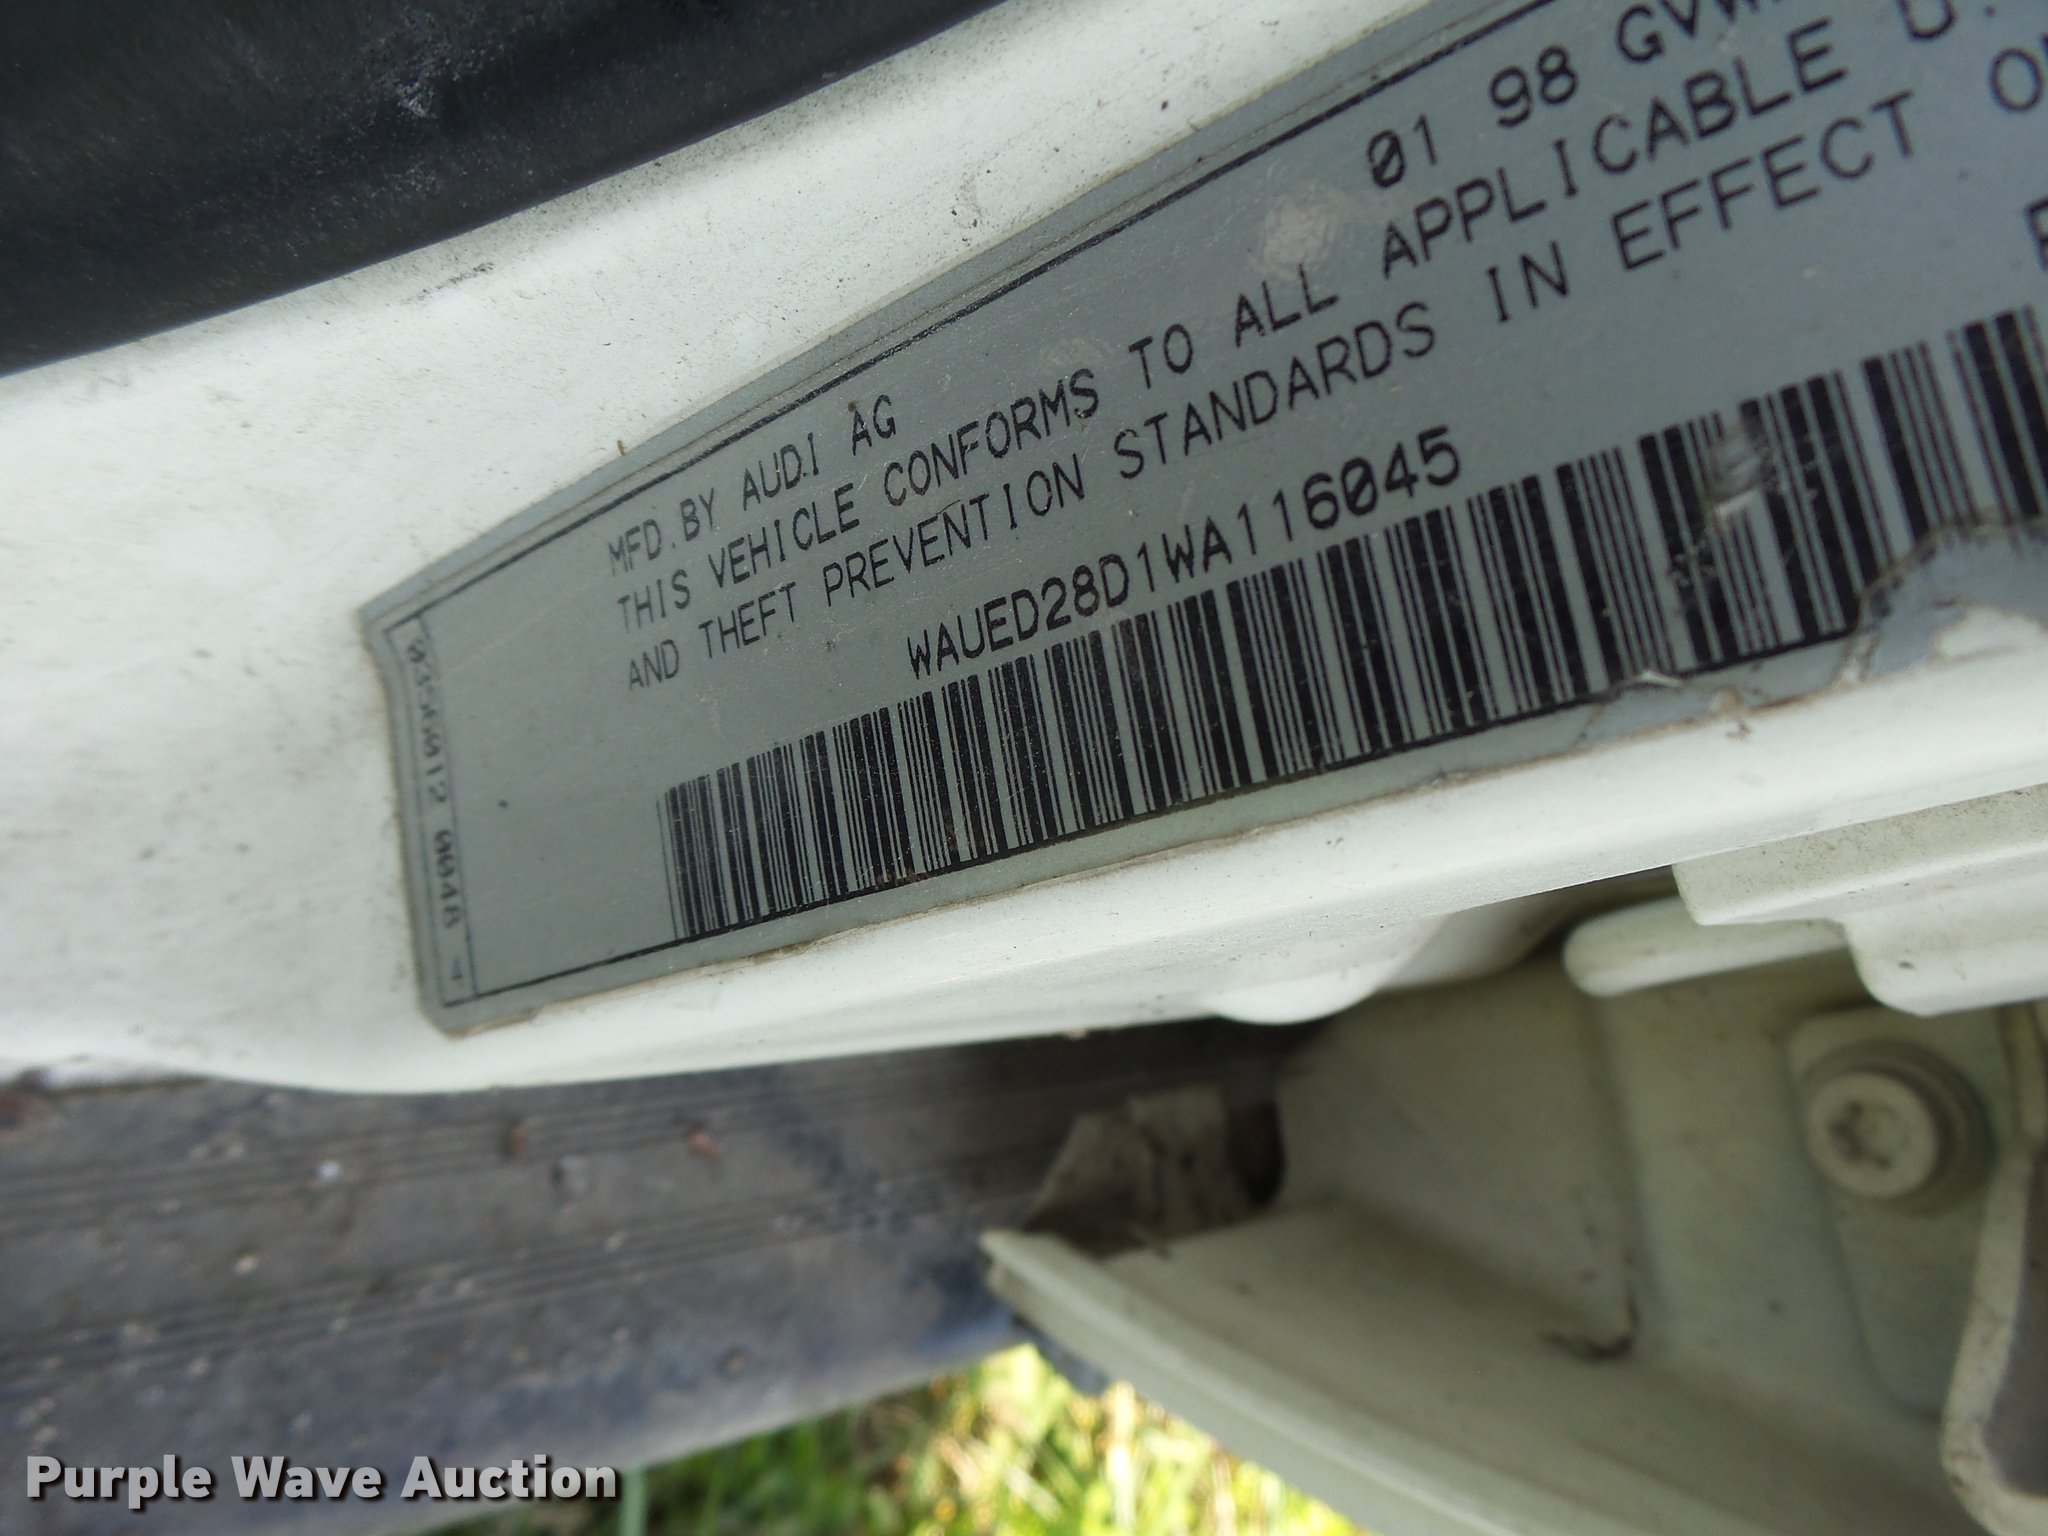 MFD.BY AUDI AG 01 98
THIS VEHICLE CONFORMS TO ALL APPLICABLE
AND THEFT PREVENTION STANDARDS IN EFFECT
WAUED28D1WA116045
Purple Wave Auction